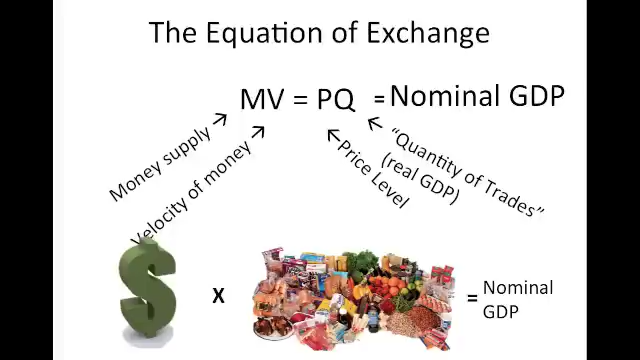 The Equation of Exchange
MV = PQ = Nominal GDP
Money supply
Velocity of money
Price Level
“Quantity of Trades”
(real GDP)
$ X = Nominal
GDP